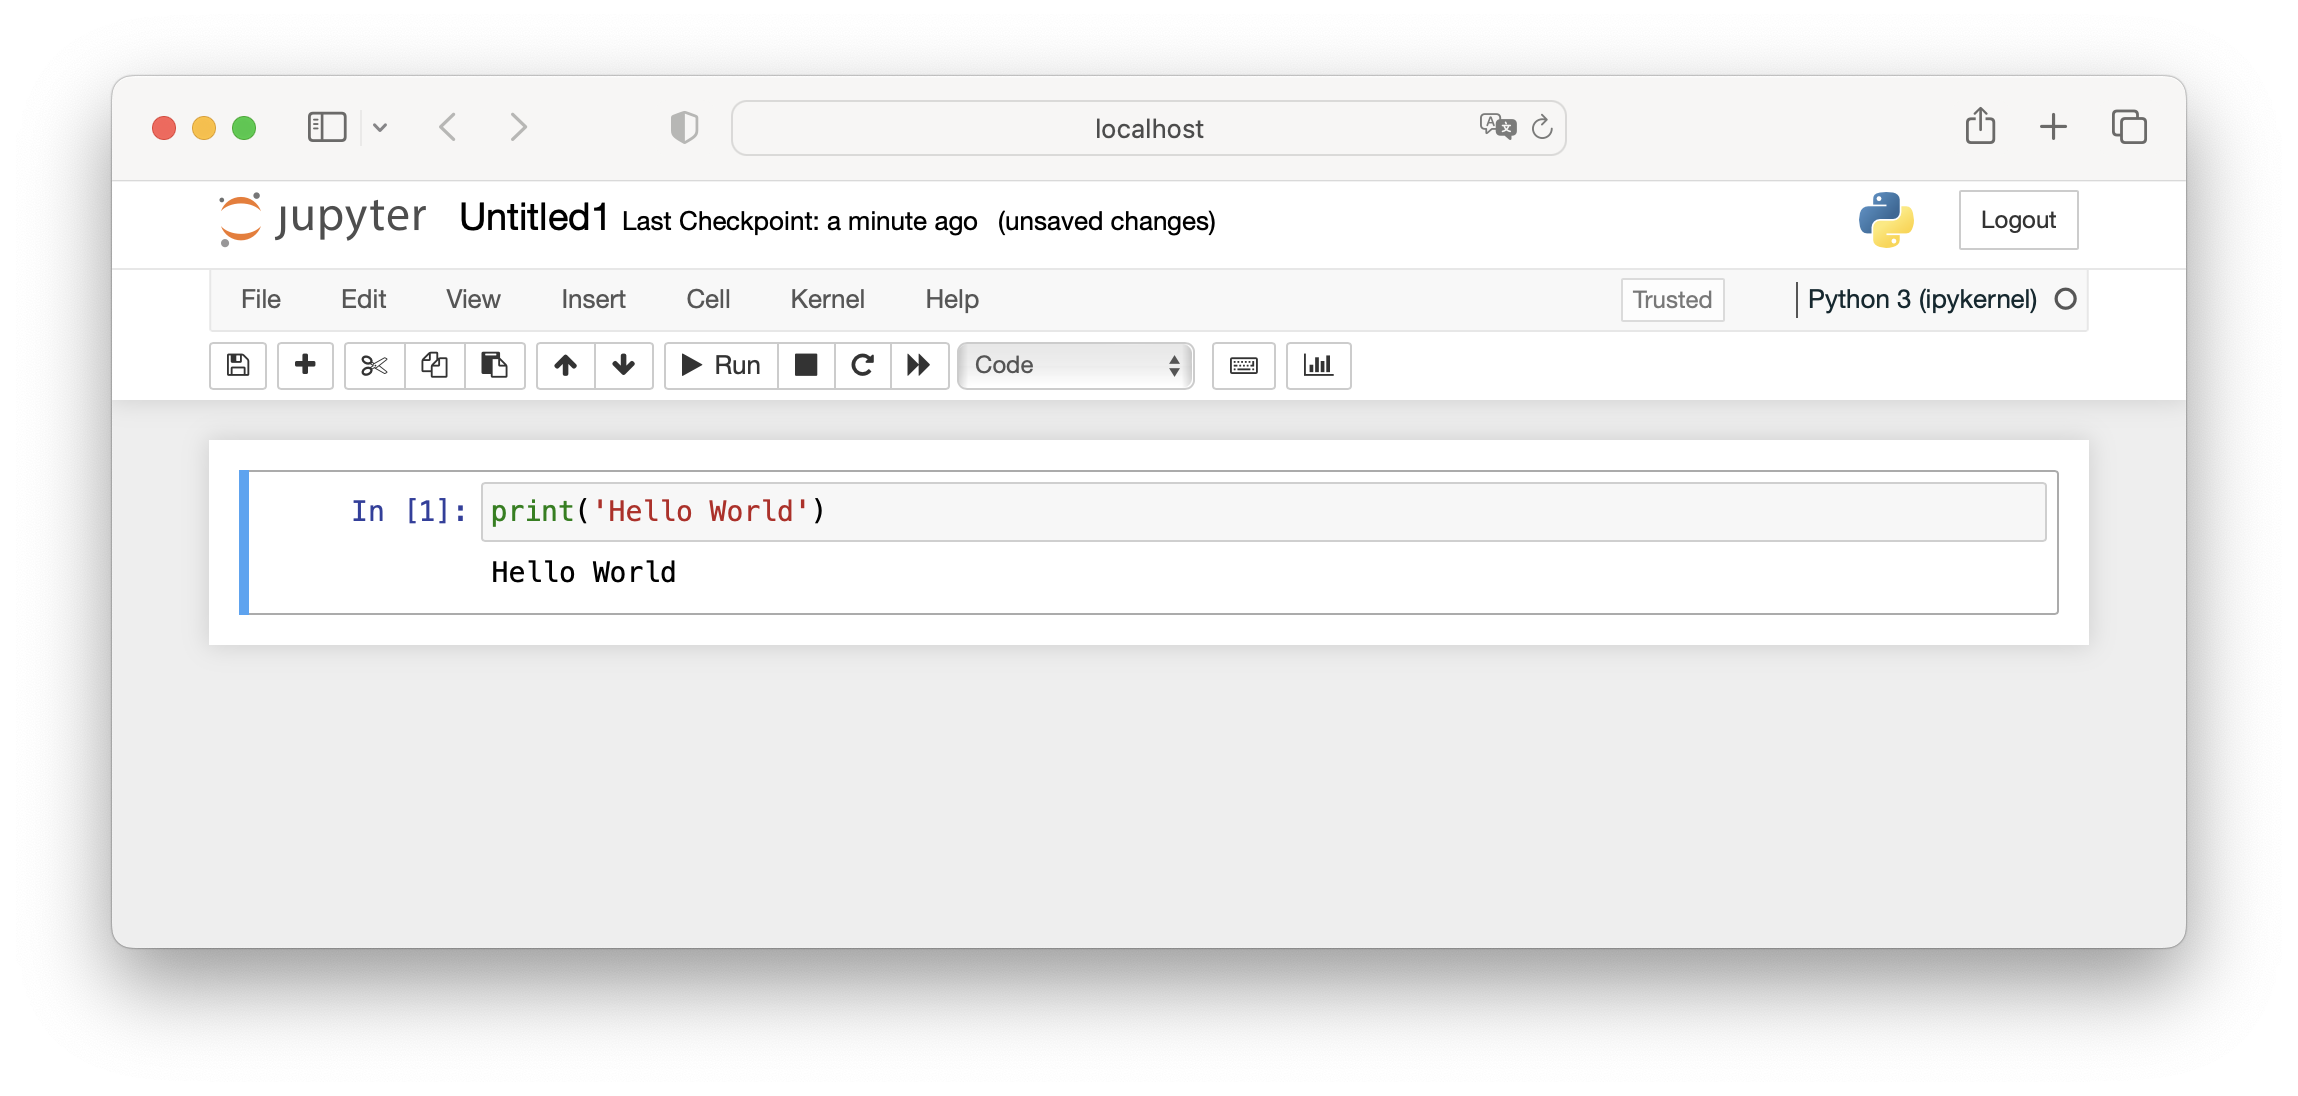 localhost
jupyter Untitled1 Last Checkpoint: a minute ago (unsaved changes) Logout
File Edit View Insert Cell Kernel Help Trusted Python 3 (ipykernel)
Run Code
In [1]: print('Hello World')
Hello World